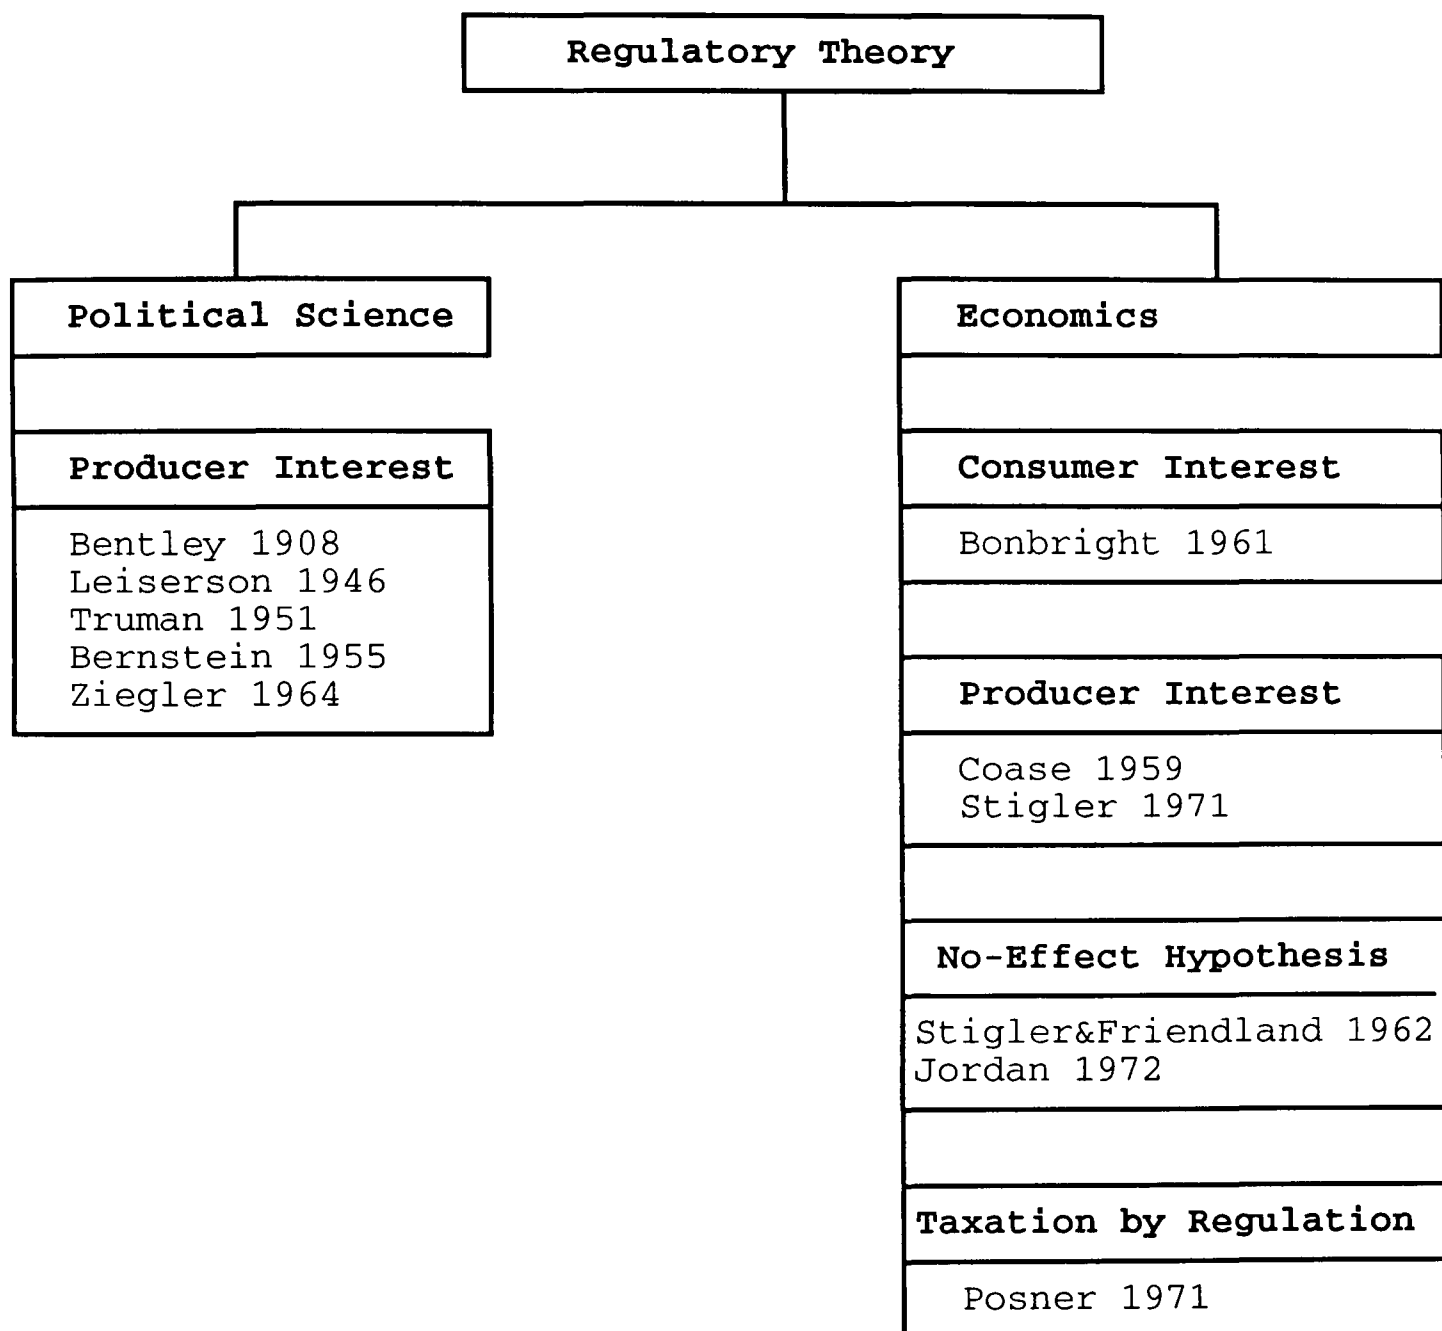 Regulatory Theory
Political Science
Producer Interest
Bentley 1908
Leiserson 1946
Truman 1951
Bernstein 1955
Ziegler 1964
Economics
Consumer Interest
Bonbright 1961
Producer Interest
Coase 1959
Stigler 1971
No-Effect Hypothesis
Stigler&Friendland 1962
Jordan 1972
Taxation by Regulation
Posner 1971